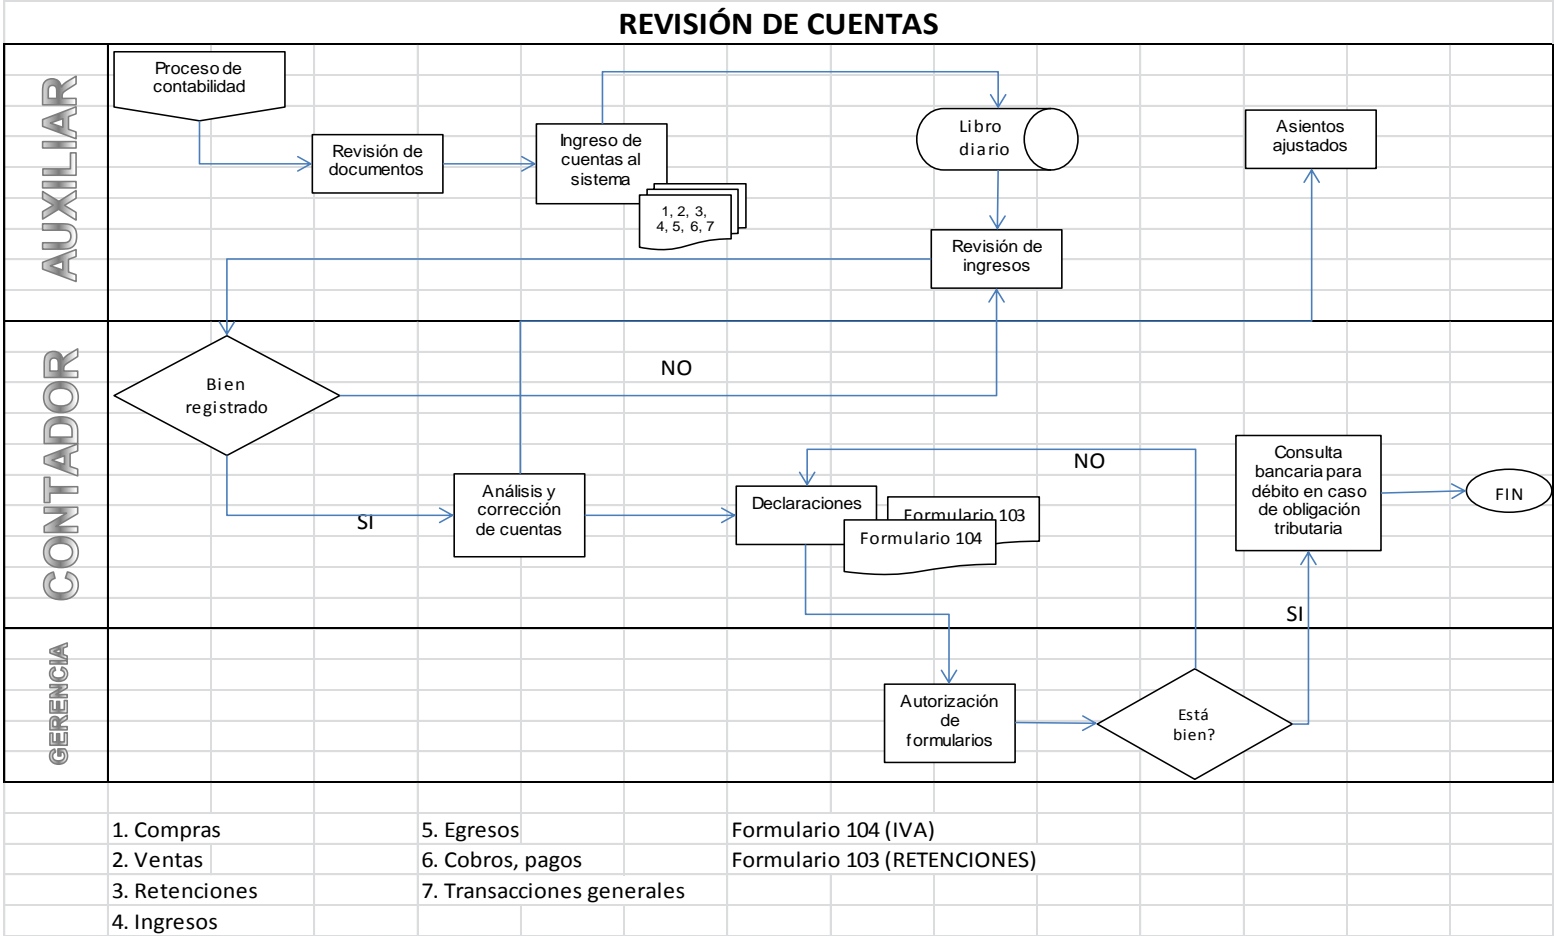 REVISIÓN DE CUENTAS
AUXILIAR
Proceso de
contabilidad
Revisión de
documentos
Ingreso de
cuentas al
sistema
1, 2, 3,
4, 5, 6, 7
Libro
diario
Asientos
ajustados
Revisión de
ingresos
CONTADOR
Bien
registrado
NO
SI
Análisis y
corrección
de cuentas
Declaraciones
Formulario 103
Formulario 104
NO
Consulta
bancaria para
débito en caso
de obligación
tributaria
FIN
SI
GERENCIA
Autorización
de
formularios
Está
bien?
1. Compras
2. Ventas
3. Retenciones
4. Ingresos
5. Egresos
6. Cobros, pagos
7. Transacciones generales
Formulario 104 (IVA)
Formulario 103 (RETENCIONES)